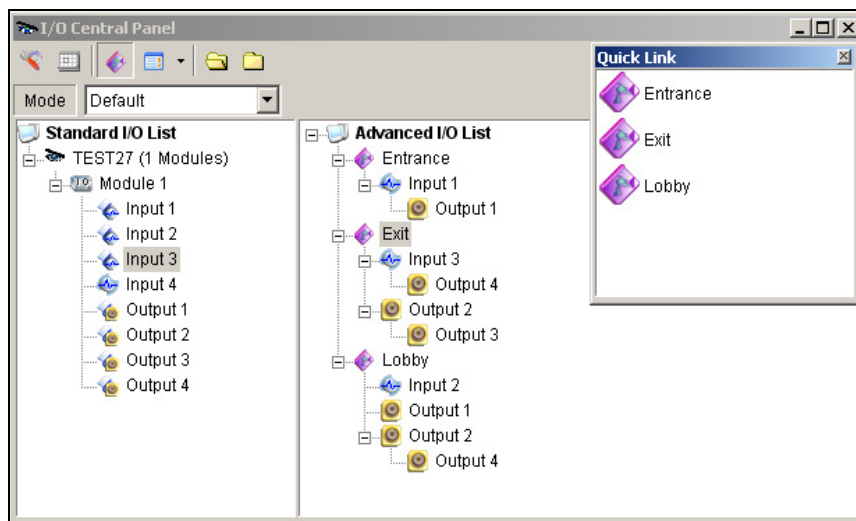 I/O Central Panel
Mode Default
Standard I/O List
TEST27 (1 Modules)
Module 1
Input 1
Input 2
Input 3
Input 4
Output 1
Output 2
Output 3
Output 4
Advanced I/O List
Entrance
Input 1
Output 1
Exit
Input 3
Output 4
Output 2
Output 3
Lobby
Input 2
Output 1
Output 2
Output 4
Quick Link
Entrance
Exit
Lobby